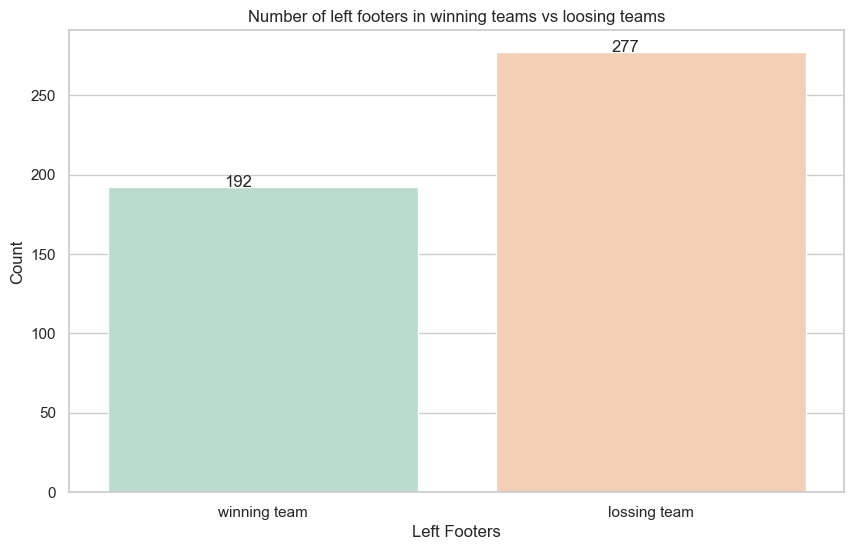 Number of left footers in winning teams vs loosing teams
277
250
200
192
150
100
50
0
Count
winning team
lossing team
Left Footers